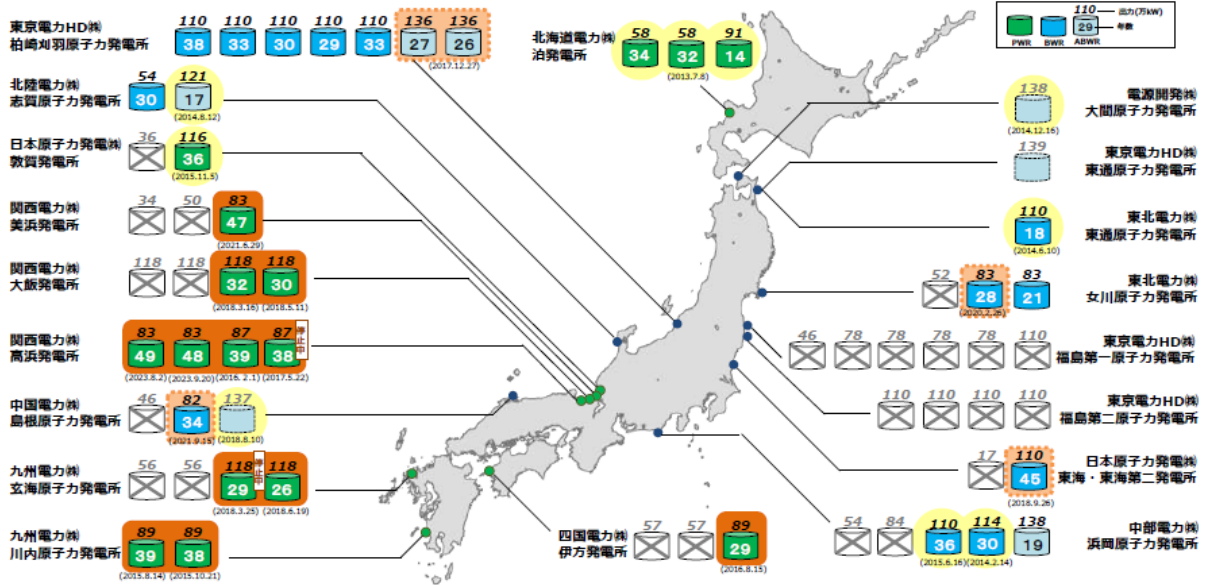 東京電力HD㈱
柏崎刈羽原子力発電所
110 110 110 110 110 136 136
38 33 30 29 33 27 26
(2017.12.27)
北陸電力㈱
志賀原子力発電所
54 121
30 17
(2014.8.12)
日本原子力発電㈱
敦賀発電所
36 116
36
(2015.11.5)
関西電力㈱
美浜発電所
34 50 83
47
(2021.6.29)
関西電力㈱
大飯発電所
118 118 118 118
32 30
(2018.3.16) (2018.5.11)
関西電力㈱
高浜発電所
83 83 87 87
停止中
49 48 39 38
(2023.8.2) (2023.9.20) (2016.2.1) (2017.5.22)
中国電力㈱
島根原子力発電所
46 82 137
34
(2021.9.15) (2018.8.10)
九州電力㈱
玄海原子力発電所
56 56 118 118
停止中
29 26
(2018.3.25) (2018.6.19)
九州電力㈱
川内原子力発電所
89 89
39 38
(2015.8.14) (2015.10.21)
北海道電力㈱
泊発電所
58 58 91
34 32 14
(2013.7.8)
四国電力㈱
伊方発電所
57 57 89
29
(2016.8.15)
110 出力(万kW)
29 年数
PWR BWR ABWR
138
電源開発㈱
大間原子力発電所
(2014.12.16)
139
東京電力HD㈱
東通原子力発電所
110
18
東北電力㈱
東通原子力発電所
(2014.6.10)
52 83 83
28 21
東北電力㈱
女川原子力発電所
(2020.2.26)
46 78 78 78 78 110
東京電力HD㈱
福島第一原子力発電所
110 110 110 110
東京電力HD㈱
福島第二原子力発電所
17 110
45
日本原子力発電㈱
東海・東海第二発電所
(2018.9.26)
54 84 110 114 138
36 30 19
中部電力㈱
浜岡原子力発電所
(2015.6.16) (2014.2.14)